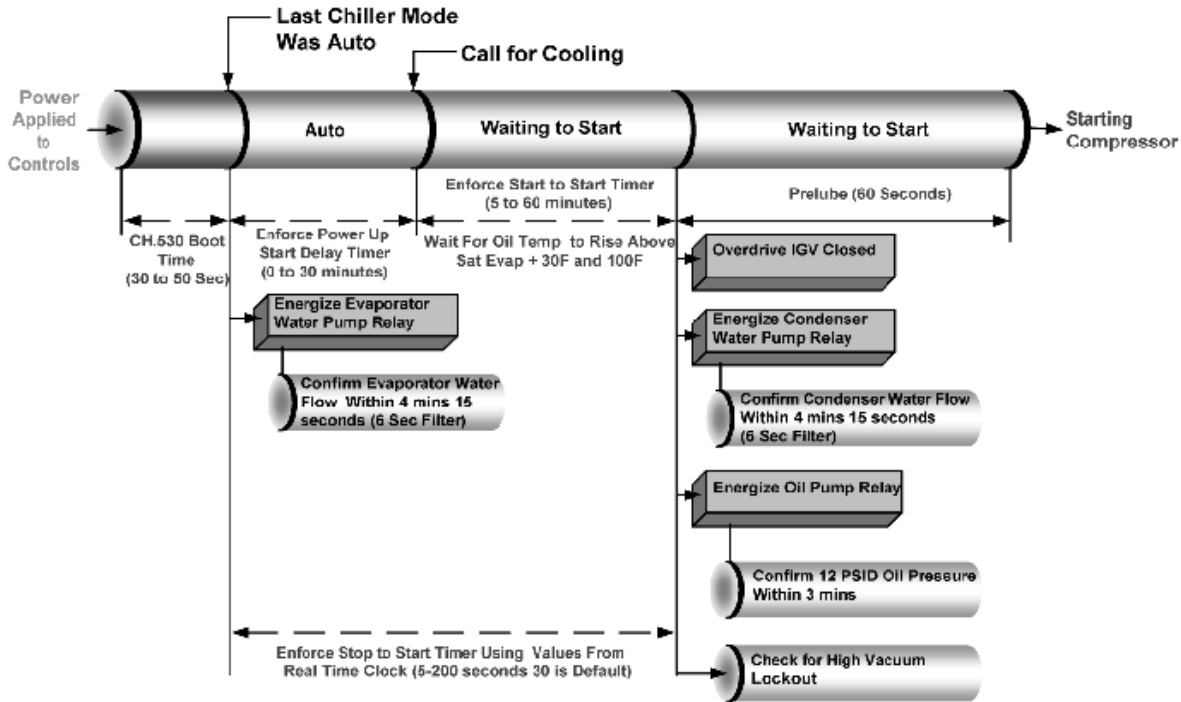 Last Chiller Mode
Was Auto
Call for Cooling
Power
Applied
to
Controls
Auto
Waiting to Start
Waiting to Start
Starting
Compressor
CH.530 Boot
Time
(30 to 50 Sec)
Enforce Power Up
Start Delay Timer
(0 to 30 minutes)
Enforce Start to Start Timer
(5 to 60 minutes)
Wait For Oil Temp to Rise Above
Sat Evap + 30F and 100F
Prelube (60 Seconds)
Overdrive IGV Closed
Energize Evaporator
Water Pump Relay
Confirm Evaporator Water
Flow Within 4 mins 15
seconds (6 Sec Filter)
Energize Condenser
Water Pump Relay
Confirm Condenser Water Flow
Within 4 mins 15 seconds
(6 Sec Filter)
Energize Oil Pump Relay
Confirm 12 PSID Oil Pressure
Within 3 mins
Enforce Stop to Start Timer Using Values From
Real Time Clock (5-200 seconds 30 is Default)
Check for High Vacuum
Lockout